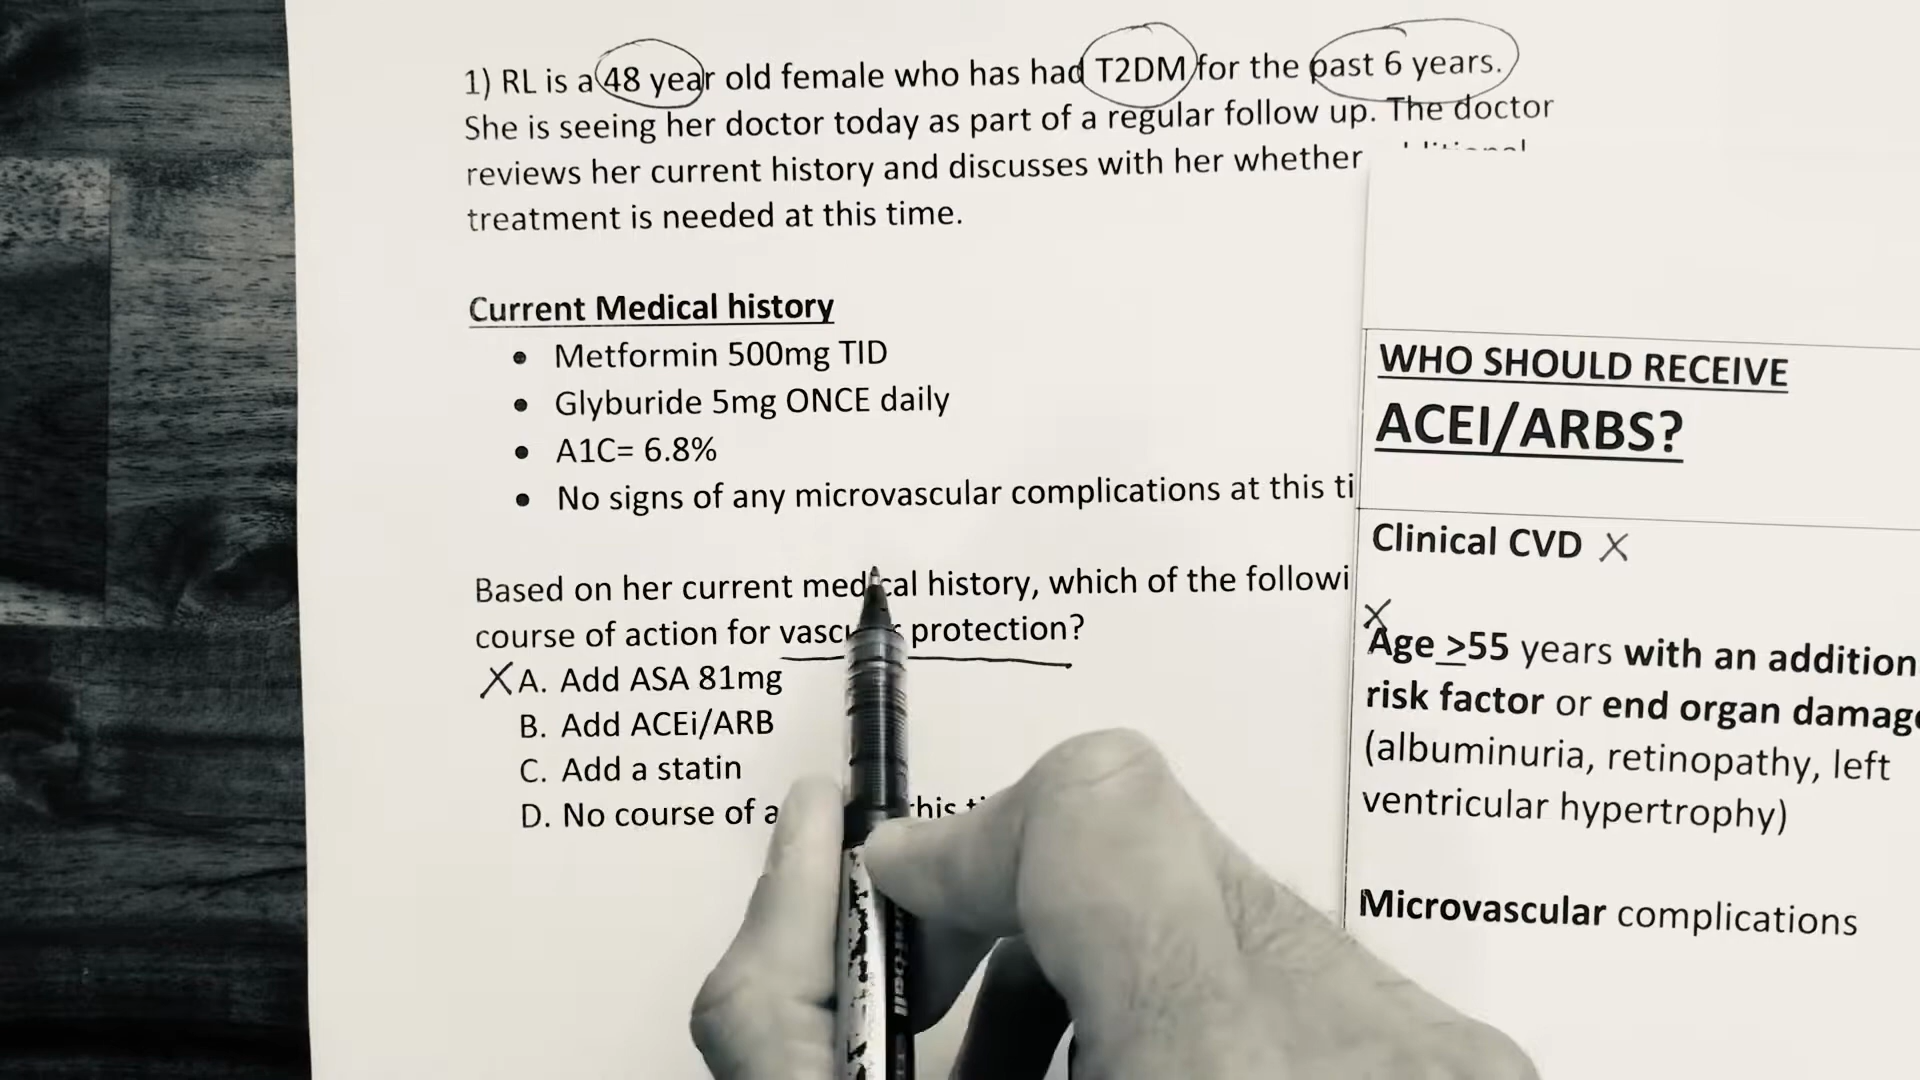 1) RL is a 48 year old female who has had T2DM for the past 6 years.
She is seeing her doctor today as part of a regular follow up. The doctor
reviews her current history and discusses with her whether
treatment is needed at this time.
Current Medical history
• Metformin 500mg TID
• Glyburide 5mg ONCE daily
• A1C= 6.8%
• No signs of any microvascular complications at this ti
Based on her current medical history, which of the followi
course of action for protection?
X A. Add ASA 81mg
B. Add ACEi/ARB
C. Add a statin
D. No course of a his ti
WHO SHOULD RECEIVE
ACEI/ARBS?
Clinical CVD X
X
Age >55 years with an addition
risk factor or end organ damage
(albuminuria, retinopathy, left
ventricular hypertrophy)
Microvascular complications